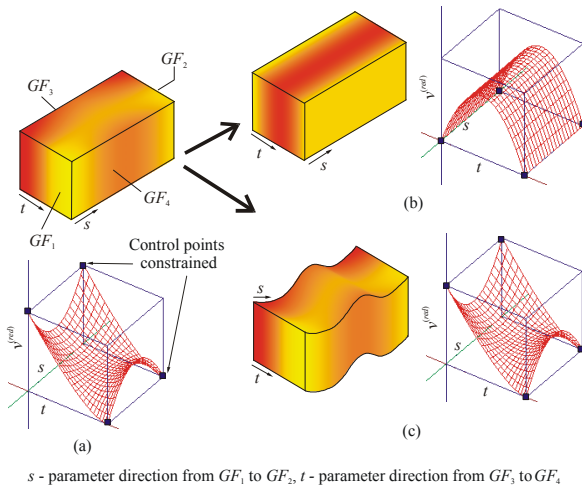 GF₂
GF₃
GF₄
GF₁
t
s
t
s
v⁽ʳᵉᵈ⁾
s
t
(b)
Control points
constrained
v⁽ʳᵉᵈ⁾
s
t
(a)
s
t
v⁽ʳᵉᵈ⁾
s
t
(c)
s - parameter direction from GF₁ to GF₂, t - parameter direction from GF₃ to GF₄